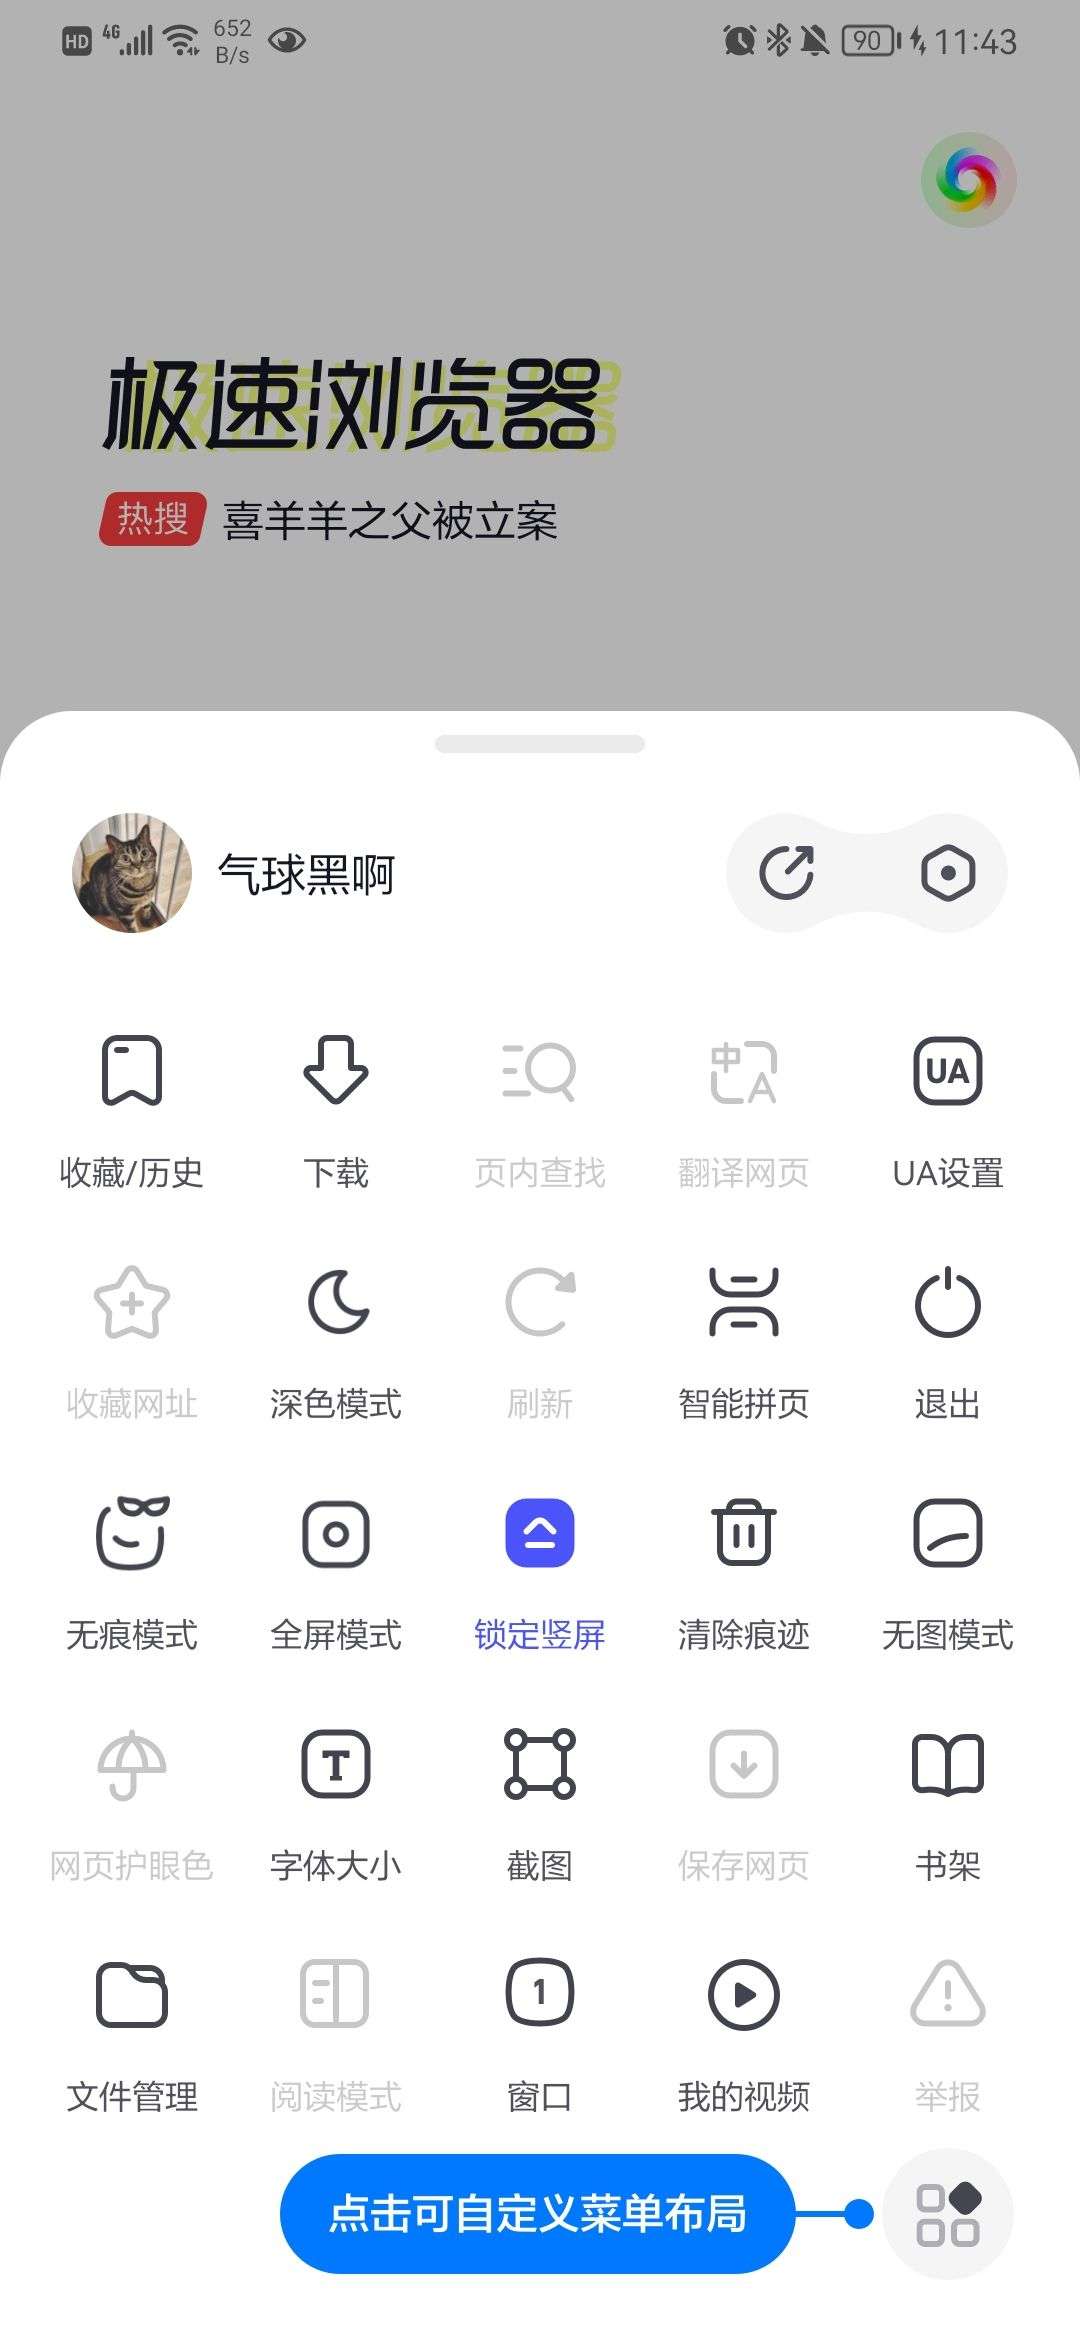 HD 4G 652 B/s 90 11:43
极速浏览器
热搜 喜羊羊之父被立案
气球黑啊
UA
收藏/历史 下载 页内查找 翻译网页 UA设置
收藏网址 深色模式 刷新 智能拼页 退出
无痕模式 全屏模式 锁定竖屏 清除痕迹 无图模式
T
网页护眼色 字体大小 截图 保存网页 书架
1
文件管理 阅读模式 窗口 我的视频 举报
点击可自定义菜单布局